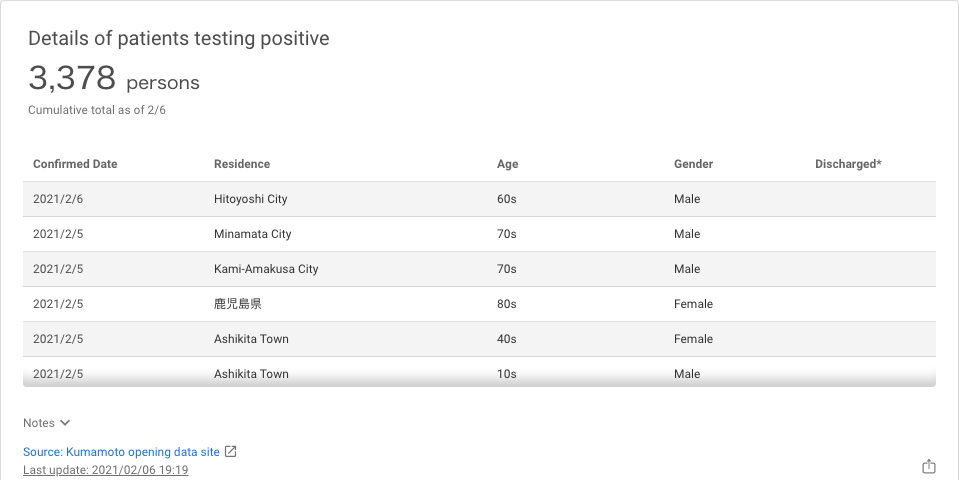 Details of patients testing positive
3,378 persons
Cumulative total as of 2/6
Confirmed Date Residence Age Gender Discharged*
2021/2/6 Hitoyoshi City 60s Male
2021/2/5 Minamata City 70s Male
2021/2/5 Kami-Amakusa City 70s Male
2021/2/5 鹿児島県 80s Female
2021/2/5 Ashikita Town 40s Female
2021/2/5 Ashikita Town 10s Male
Notes
Source: Kumamoto opening data site
Last update: 2021/02/06 19:19